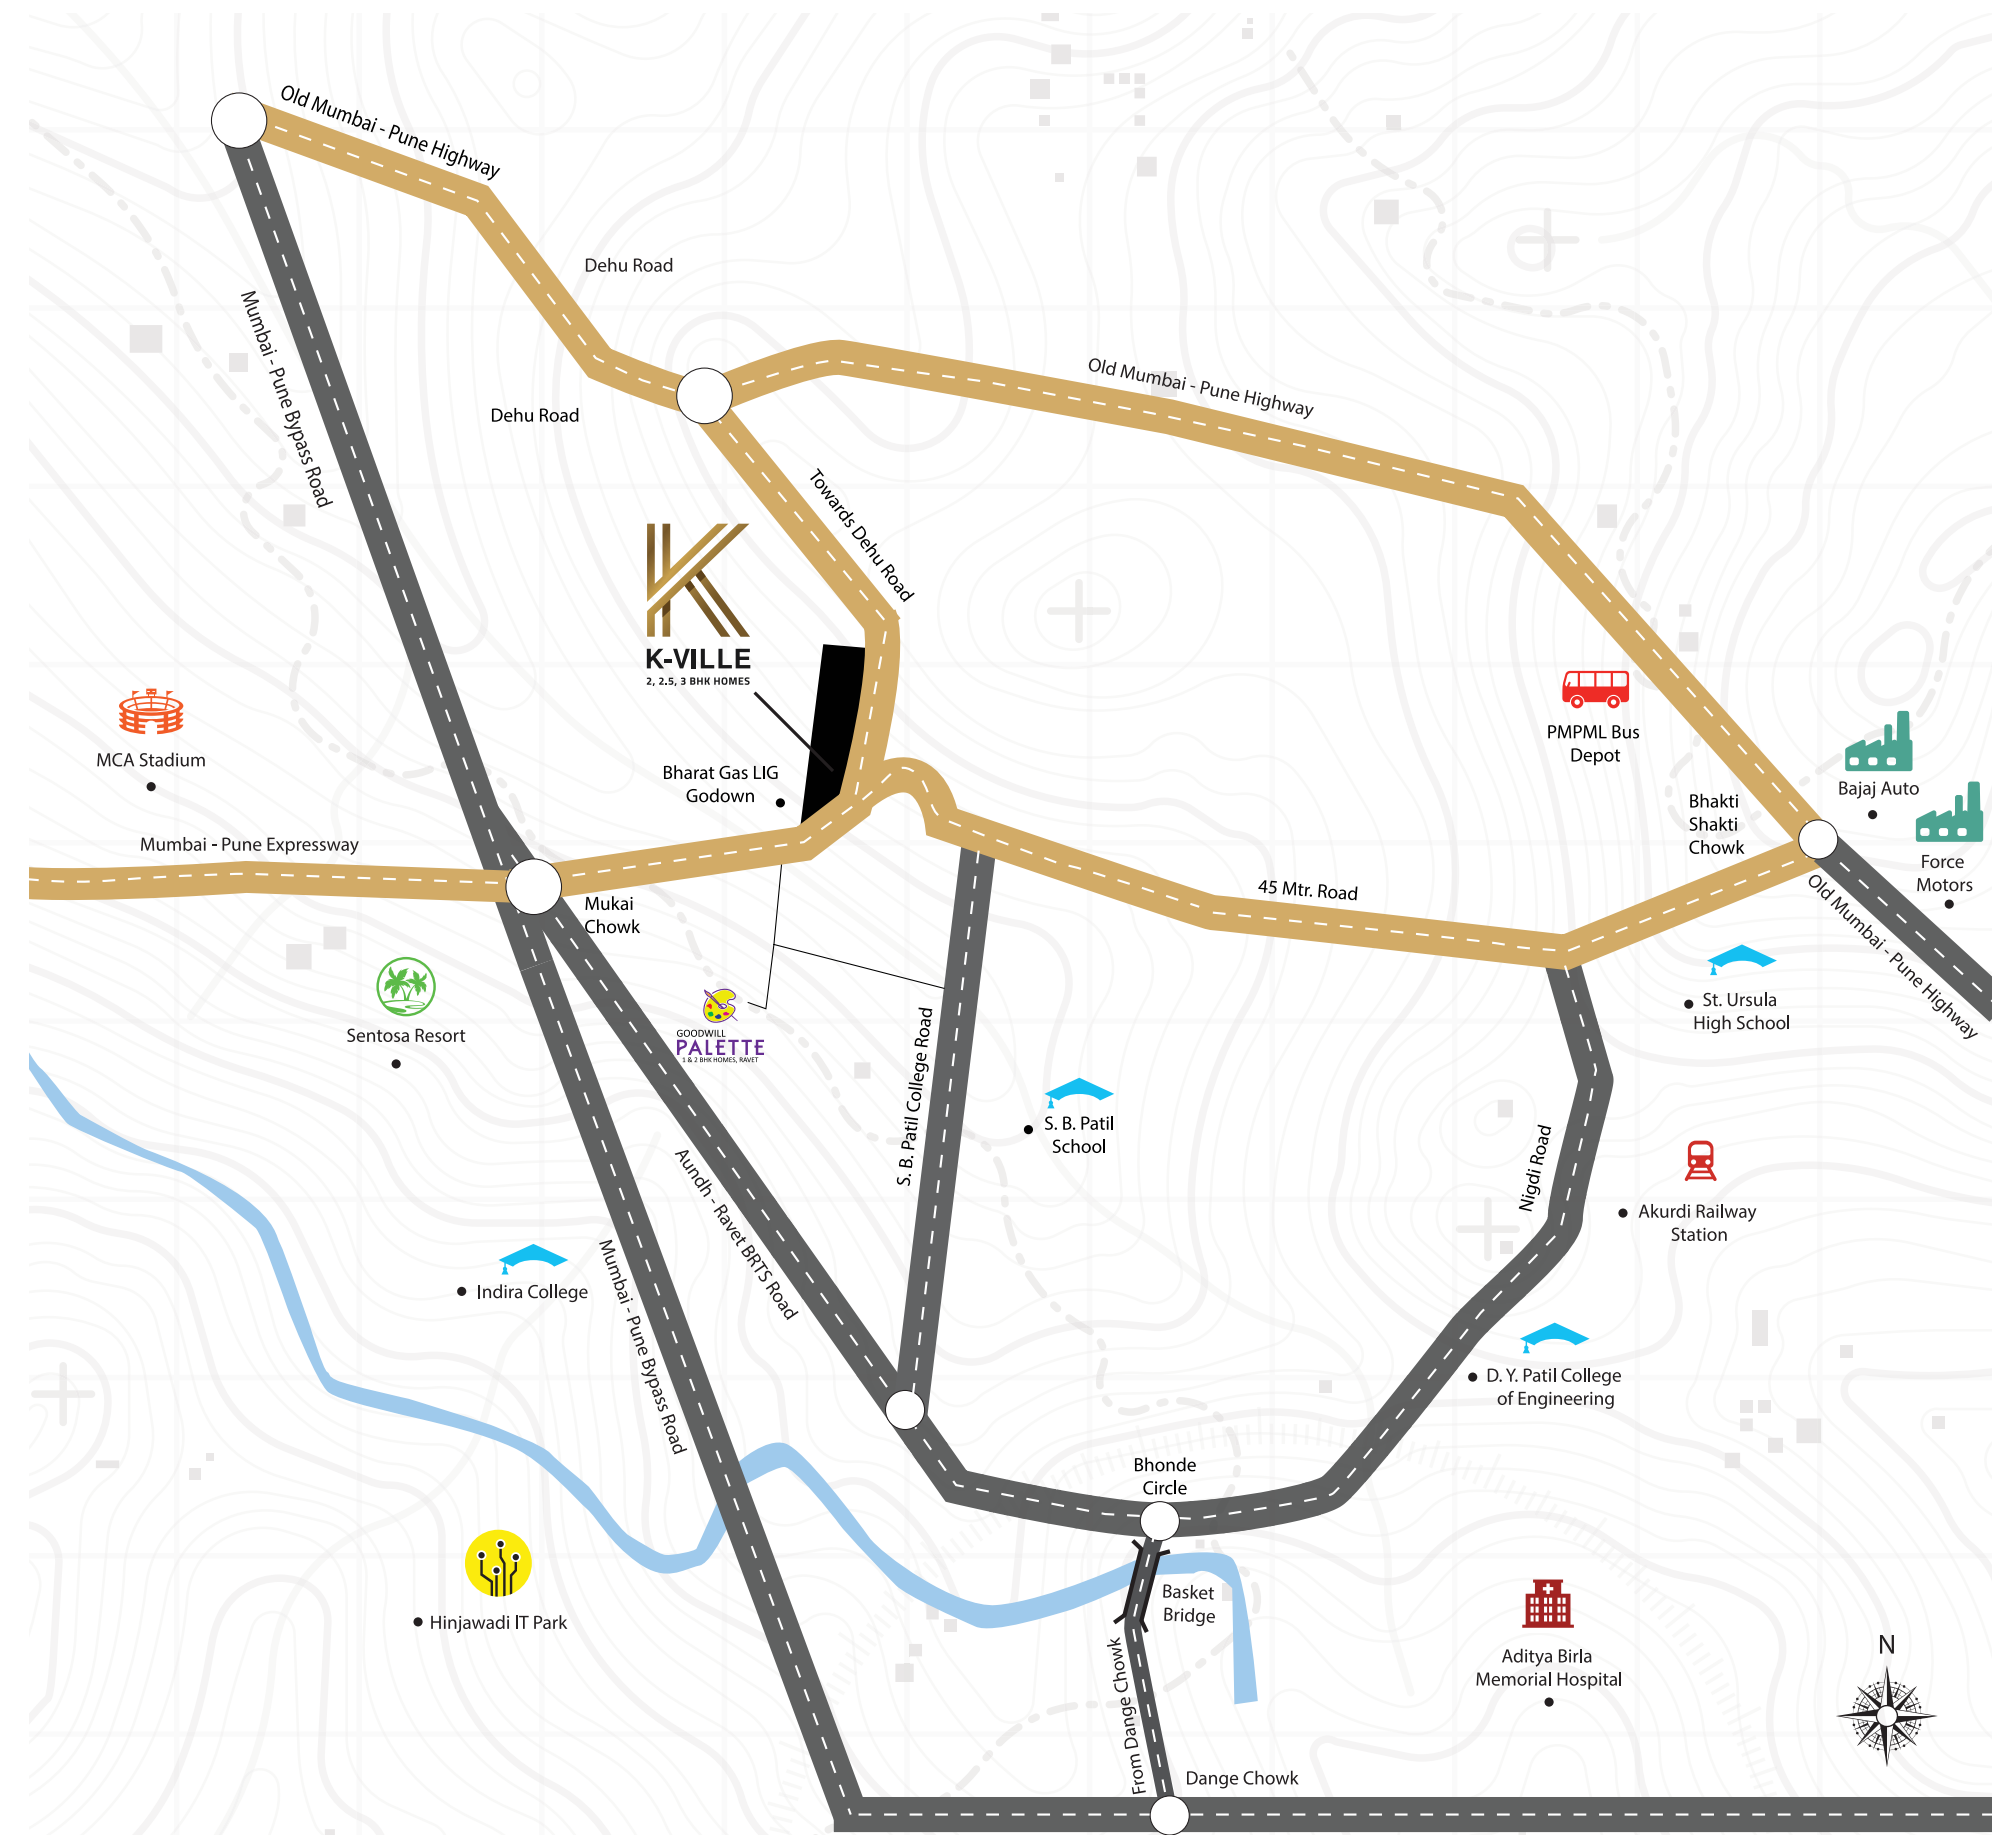 Old Mumbai - Pune Highway
Dehu Road
Mumbai - Pune Bypass Road
Old Mumbai - Pune Highway
Dehu Road
Towards Dehu Road
K-VILLE
2, 2.5, 3 BHK HOMES
MCA Stadium
PMPML Bus
Depot
Bharat Gas LIG
Godown
Bajaj Auto
Bhakti
Shakti
Chowk
Mumbai - Pune Expressway
Force
Motors
45 Mtr. Road
Mukai
Chowk
Old Mumbai - Pune Highway
St. Ursula
High School
Sentosa Resort
GOODWILL
PALETTE
1 & 2 BHK HOMES, RAVET
S. B. Patil College Road
S. B. Patil
School
Nigdi Road
Akurdi Railway
Station
Aundh - Ravet BRTS Road
Mumbai - Pune Bypass Road
Indira College
D. Y. Patil College
of Engineering
Bhonde
Circle
Basket
Bridge
Hinjawadi IT Park
From Dange Chowk
Aditya Birla
Memorial Hospital
N
Dange Chowk